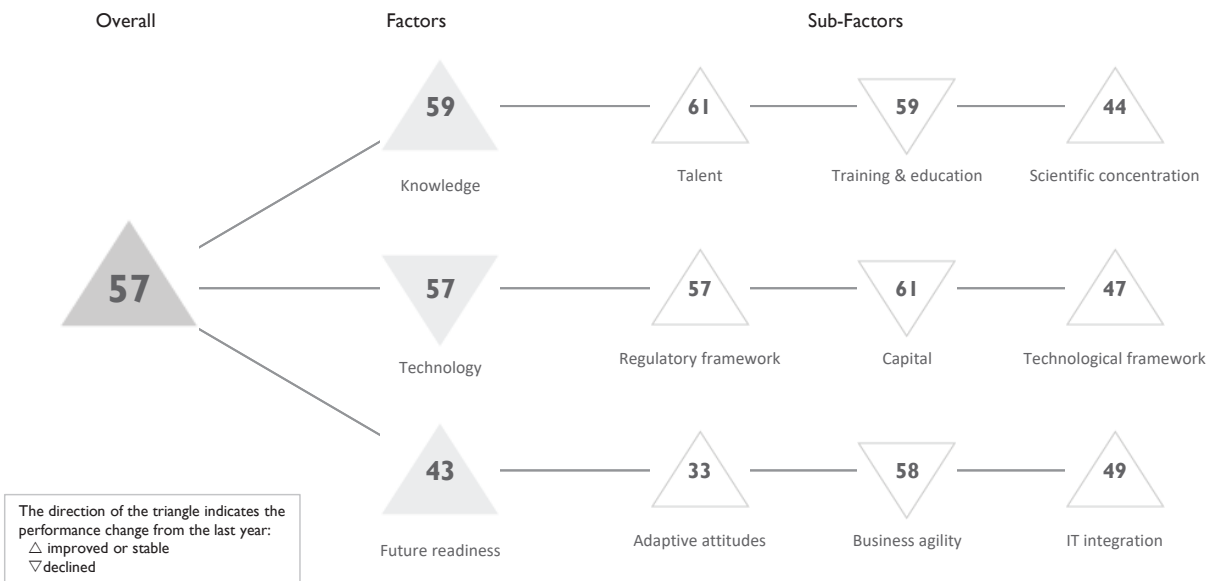 Overall
Factors
Sub-Factors
59
61
59
44
Knowledge
Talent
Training & education
Scientific concentration
57
57
57
61
47
Technology
Regulatory framework
Capital
Technological framework
43
33
58
49
Future readiness
Adaptive attitudes
Business agility
IT integration
The direction of the triangle indicates the
performance change from the last year:
△ improved or stable
▽ declined